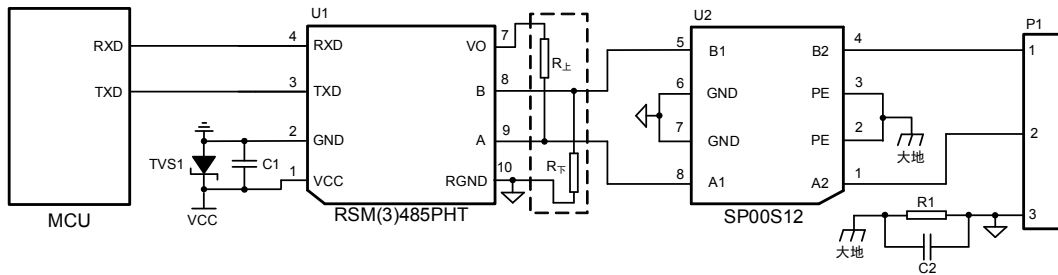 U1
U2
P1
RXD
4
RXD
VO
7
R上
5
B1
B2
4
1
TXD
3
TXD
B
8
6
GND
PE
3
2
GND
A
9
7
GND
PE
2
大地
2
TVS1
C1
1
VCC
RGND
10
R下
8
A1
A2
1
VCC
MCU
RSM(3)485PHT
SP00S12
R1
3
大地
C2